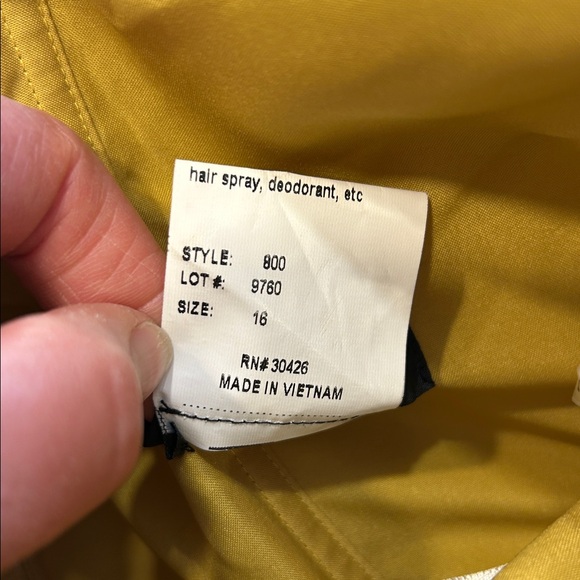 hair spray, deodorant, etc
STYLE: 800
LOT #: 9760
SIZE: 16
RN# 30426
MADE IN VIETNAM